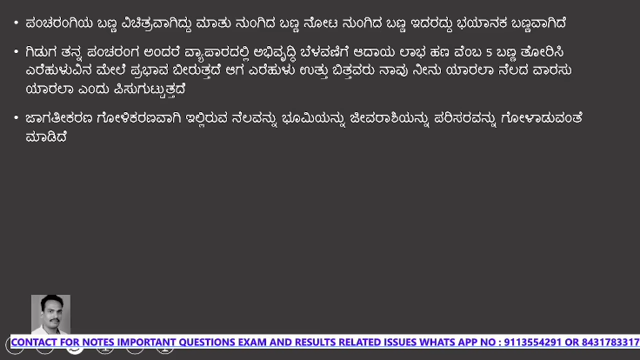 • ಪಂಚರಂಗಿಯ ಬಣ್ಣ ವಿಚಿತ್ರವಾಗಿದ್ದು ಮಾತು ನುಂಗಿದ ಬಣ್ಣ ನೋಟ ನುಂಗಿದ ಬಣ್ಣ ಇದರದ್ದು ಭಯಾನಕ ಬಣ್ಣವಾಗಿದೆ
• ಗಿಡುಗ ತನ್ನ ಪಂಚರಂಗ ಅಂದರೆ ವ್ಯಾಪಾರದಲ್ಲಿ ಅಭಿವೃದ್ಧಿ ಬೆಳವಣಿಗೆ ಆದಾಯ ಲಾಭ ಹಣ ವೆಂಬ 5 ಬಣ್ಣ ತೋರಿಸಿ
ಎರೆಹುಳುವಿನ ಮೇಲೆ ಪ್ರಭಾವ ಬೀರುತ್ತದೆ ಆಗ ಎರೆಹುಳು ಉತ್ತು ಬಿತ್ತವರು ನಾವು ನೀನು ಯಾರಲಾ ನೆಲದ ವಾರಸು
ಯಾರಲಾ ಎಂದು ಪಿಸುಗುಟ್ಟುತ್ತದೆ
• ಜಾಗತೀಕರಣ ಗೋಳಿಕರಣವಾಗಿ ಇಲ್ಲಿರುವ ನೆಲವನ್ನು ಭೂಮಿಯನ್ನು ಜೀವರಾಶಿಯನ್ನು ಪರಿಸರವನ್ನು ಗೋಳಾಡುವಂತೆ
ಮಾಡಿದೆ
CONTACT FOR NOTES IMPORTANT QUESTIONS EXAM AND RESULTS RELATED ISSUES WHATS APP NO : 9113554291 OR 8431783317